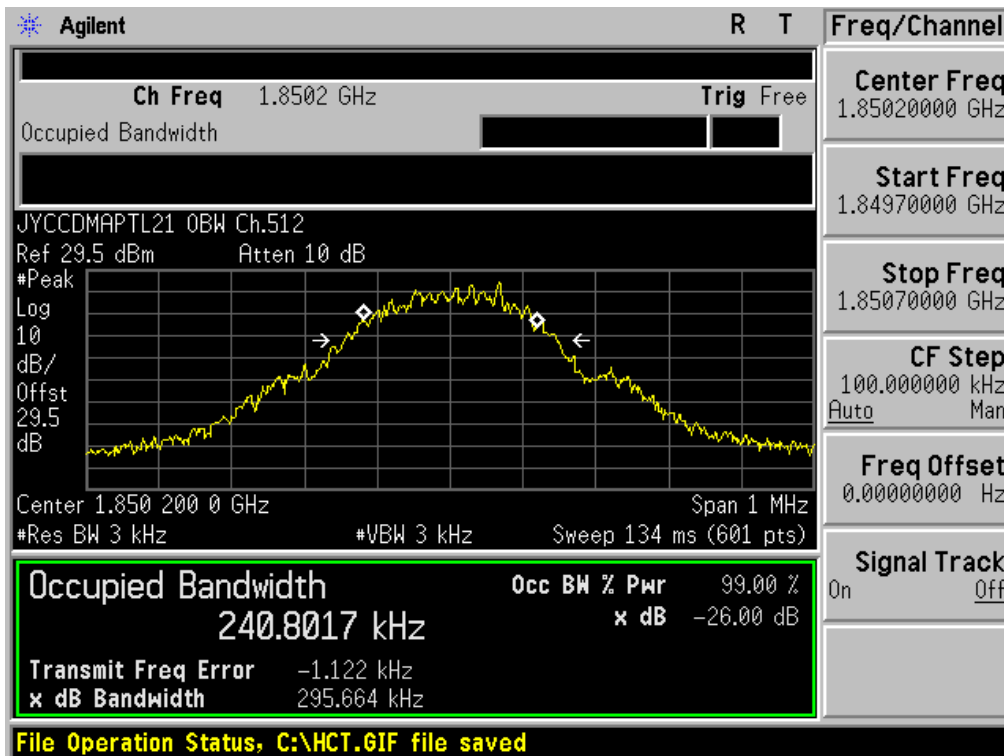 Agilent R T
Freq/Channel
Ch Freq 1.8502 GHz Trig Free
Occupied Bandwidth
Center Freq
1.85020000 GHz
Start Freq
1.84970000 GHz
Stop Freq
1.85070000 GHz
CF Step
100.000000 kHz
Auto Man
Freq Offset
0.00000000 Hz
Signal Track
On Off
JYCCDMAPTL21 OBW Ch.512
Ref 29.5 dBm Atten 10 dB
#Peak
Log
10
dB/
Offst
29.5
dB
Center 1.850 200 0 GHz Span 1 MHz
#Res BW 3 kHz #VBW 3 kHz Sweep 134 ms (601 pts)
Occupied Bandwidth Occ BW % Pwr 99.00 %
240.8017 kHz x dB -26.00 dB
Transmit Freq Error -1.122 kHz
x dB Bandwidth 295.664 kHz
File Operation Status, C:\HCT.GIF file saved